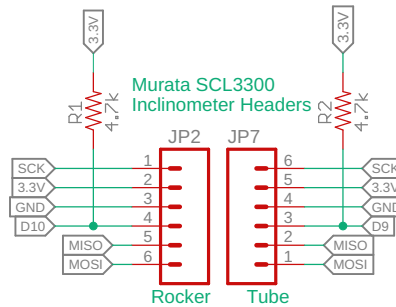 3.3V
3.3V
Murata SCL3300
Inclinometer Headers
R1
4.7k
R2
4.7k
JP2
JP7
SCK 1
3.3V 2
GND 3
D10 4
MISO 5
MOSI 6
6 SCK
5 3.3V
4 GND
3 D9
2 MISO
1 MOSI
Rocker
Tube